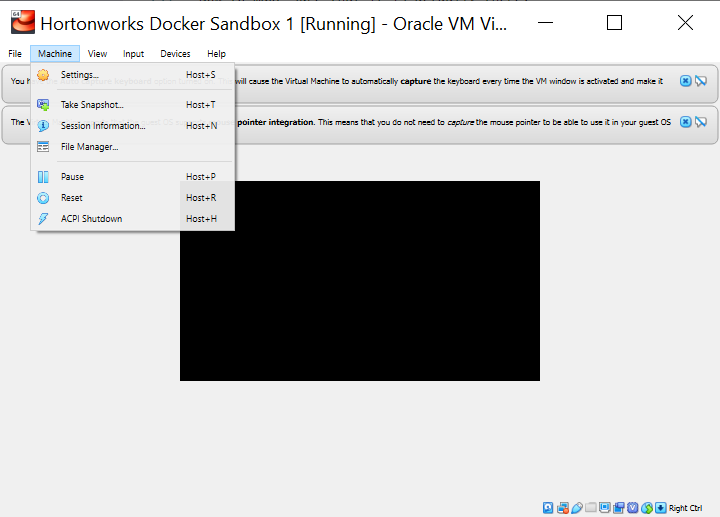 Hortonworks Docker Sandbox 1 [Running] - Oracle VM Vi...
File Machine View Input Devices Help
You will cause the Virtual Machine to automatically capture the keyboard every time the VM window is activated and make it
The pointer integration. This means that you do not need to capture the mouse pointer to be able to use it in your guest OS
Settings... Host+S
Take Snapshot... Host+T
Session Information... Host+N
File Manager...
Pause Host+P
Reset Host+R
ACPI Shutdown Host+H
Right Ctrl